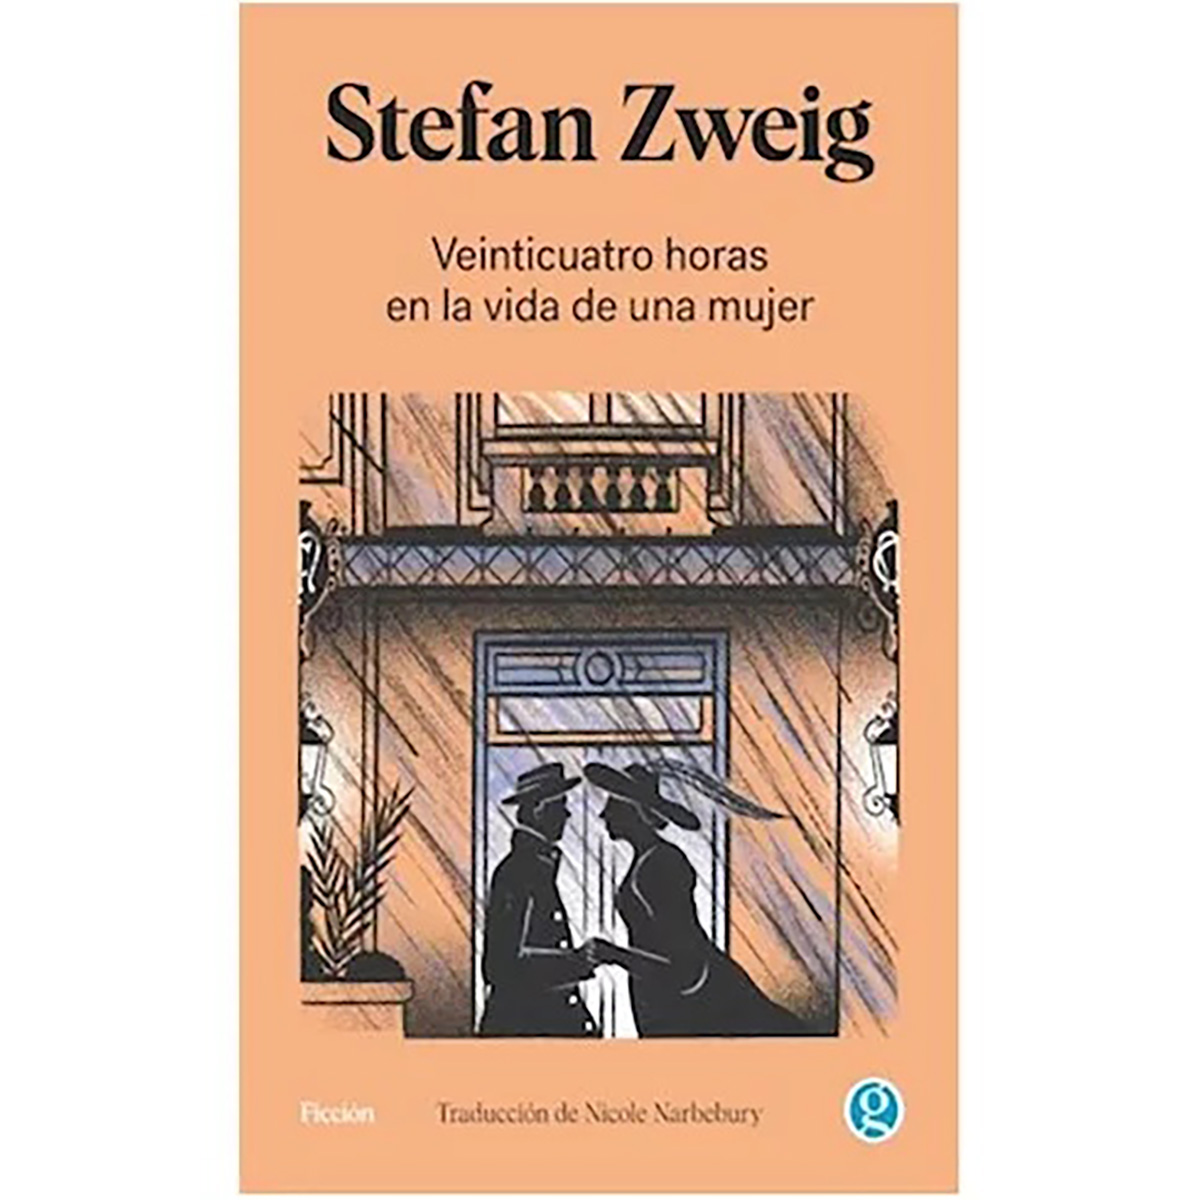 Stefan Zweig
Veinticuatro horas
en la vida de una mujer
Ficción
Traducción de Nicole Narbebury
g